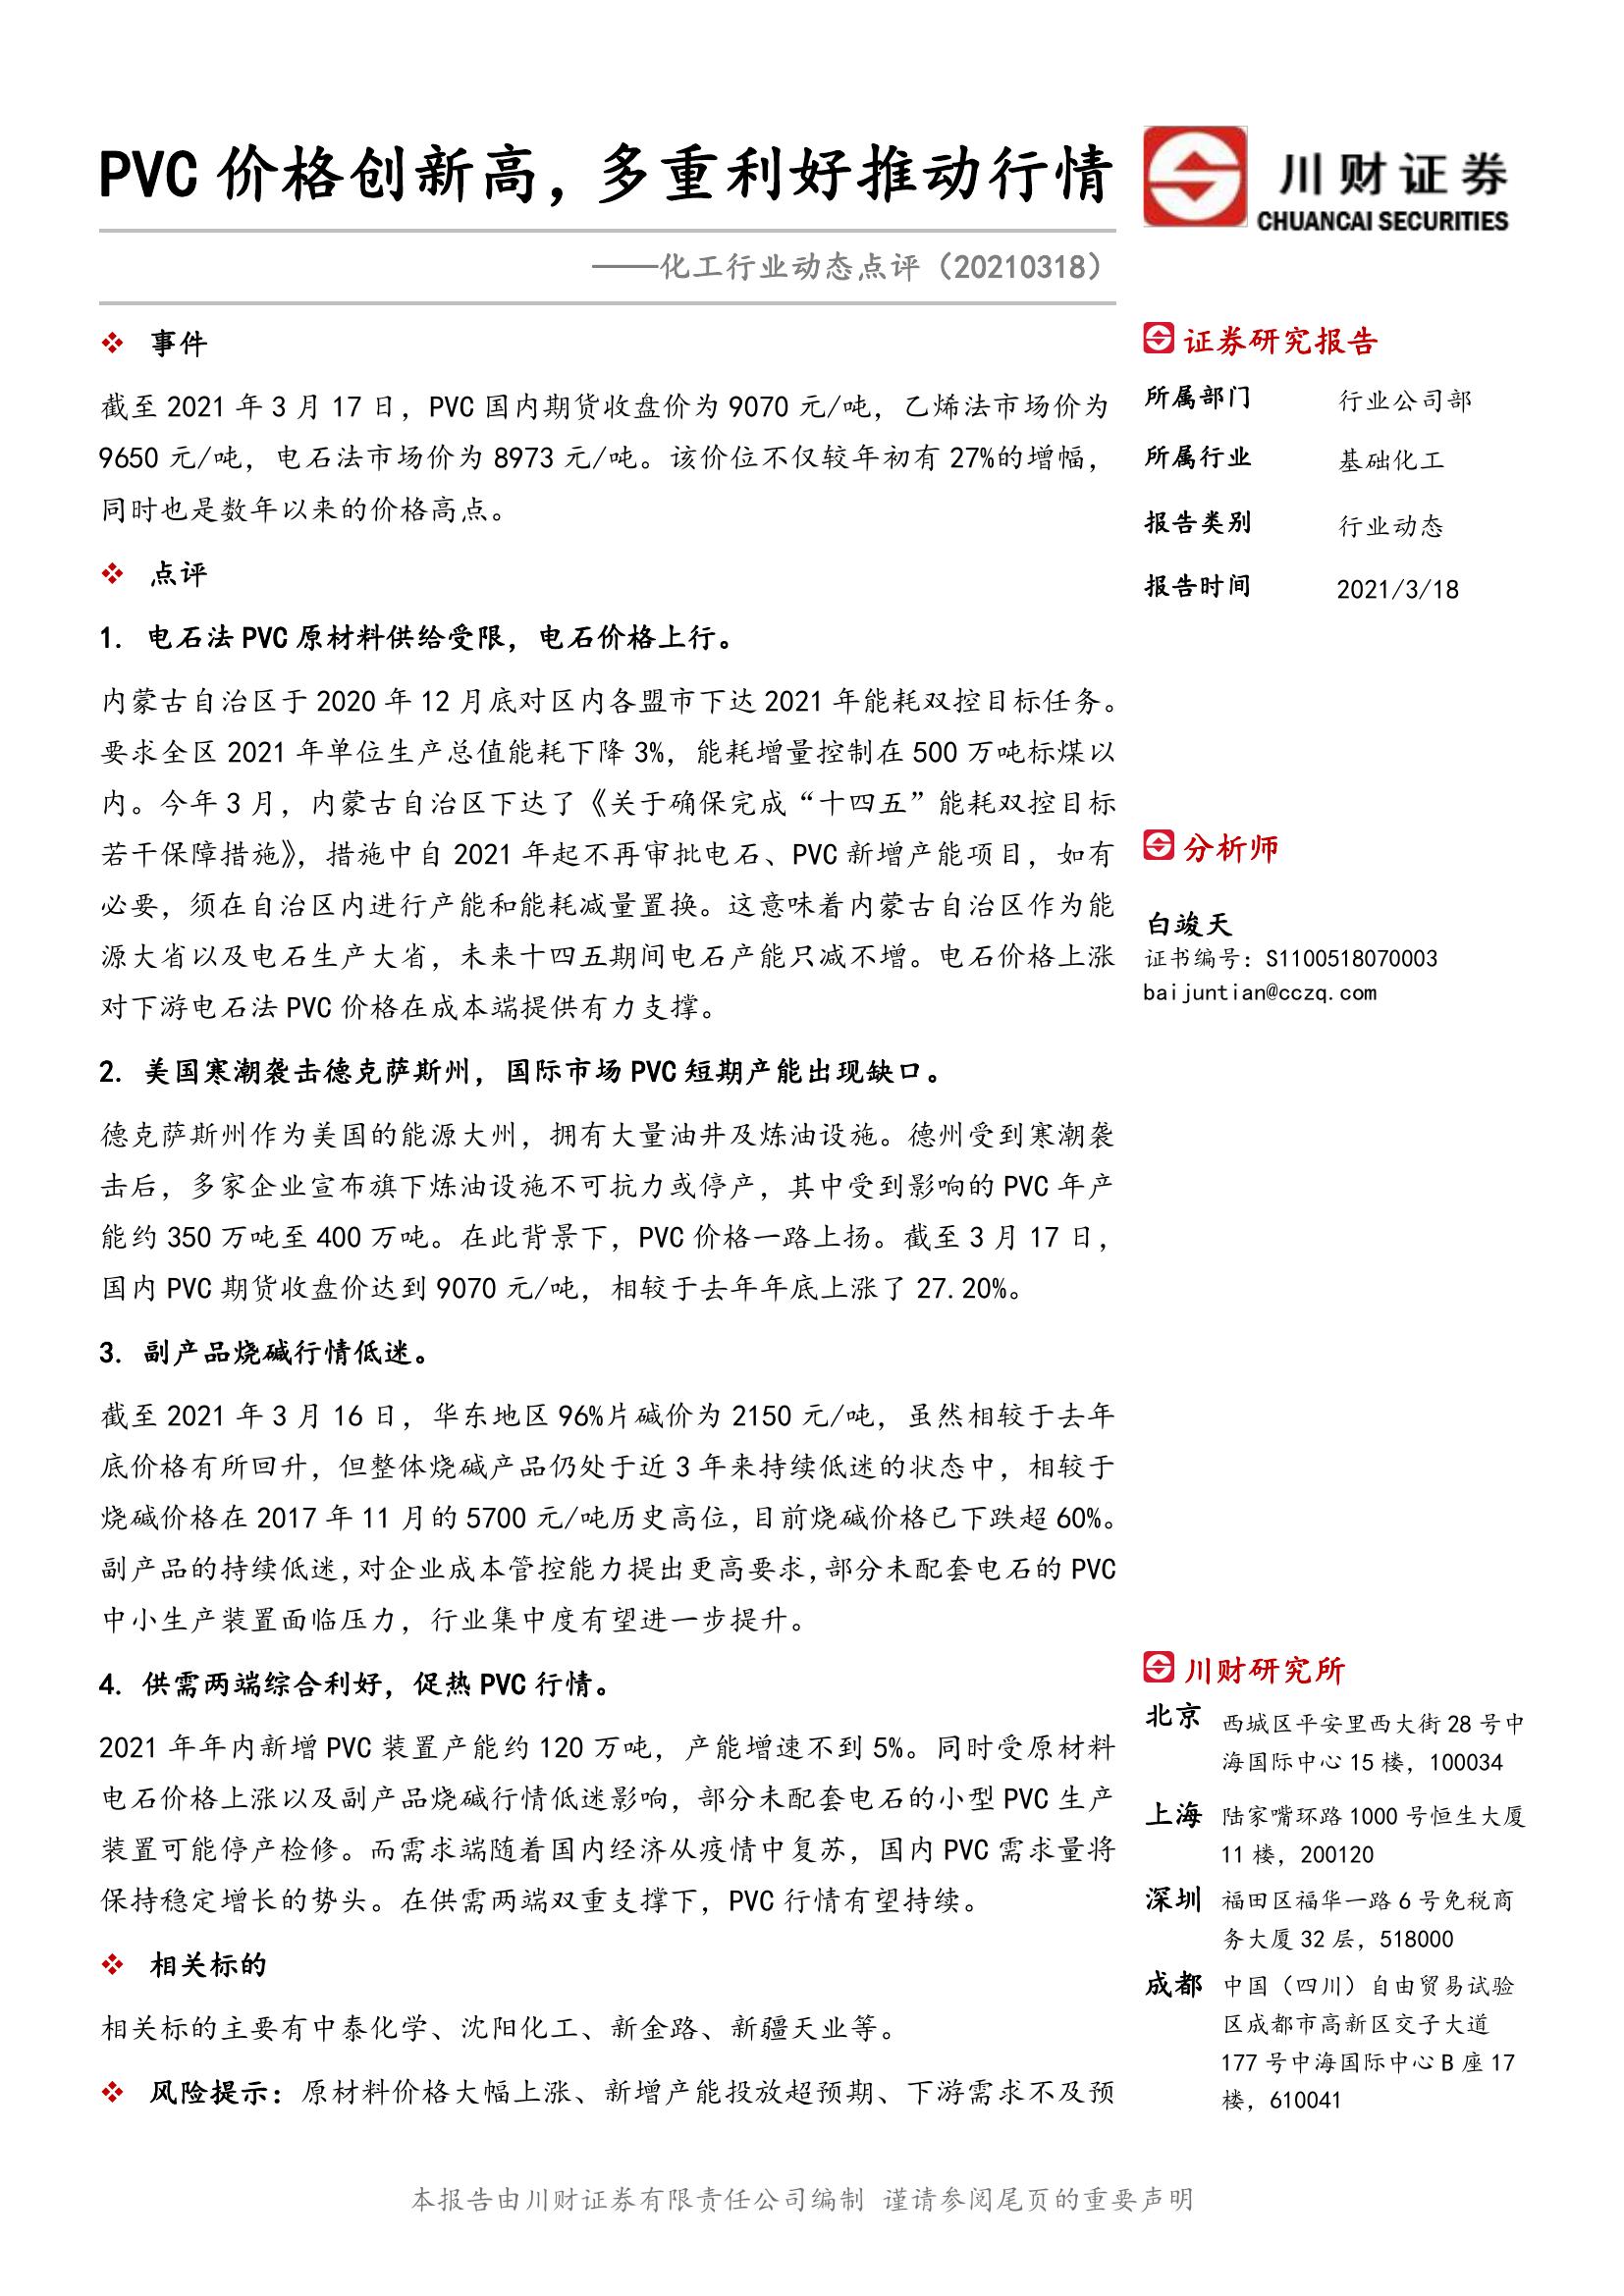 PVC 价格创新高，多重利好推动行情
川财证券
CHUANCAI SECURITIES
——化工行业动态点评（20210318）
事件
截至 2021 年 3 月 17 日，PVC 国内期货收盘价为 9070 元/吨，乙烯法市场价为
9650 元/吨，电石法市场价为 8973 元/吨。该价位不仅较年初有 27%的增幅，
同时也是数年以来的价格高点。
点评
1. 电石法 PVC 原材料供给受限，电石价格上行。
内蒙古自治区于 2020 年 12 月底对区内各盟市下达 2021 年能耗双控目标任务。
要求全区 2021 年单位生产总值能耗下降 3%，能耗增量控制在 500 万吨标煤以
内。今年 3 月，内蒙古自治区下达了《关于确保完成“十四五”能耗双控目标
若干保障措施》，措施中自 2021 年起不再审批电石、PVC 新增产能项目，如有
必要，须在自治区内进行产能和能耗减量置换。这意味着内蒙古自治区作为能
源大省以及电石生产大省，未来十四五期间电石产能只减不增。电石价格上涨
对下游电石法 PVC 价格在成本端提供有力支撑。
2. 美国寒潮袭击德克萨斯州，国际市场 PVC 短期产能出现缺口。
德克萨斯州作为美国的能源大州，拥有大量油井及炼油设施。德州受到寒潮袭
击后，多家企业宣布旗下炼油设施不可抗力或停产，其中受到影响的 PVC 年产
能约 350 万吨至 400 万吨。在此背景下，PVC 价格一路上扬。截至 3 月 17 日，
国内 PVC 期货收盘价达到 9070 元/吨，相较于去年年底上涨了 27.20%。
3. 副产品烧碱行情低迷。
截至 2021 年 3 月 16 日，华东地区 96%片碱价为 2150 元/吨，虽然相较于去年
底价格有所回升，但整体烧碱产品仍处于近 3 年来持续低迷的状态中，相较于
烧碱价格在 2017 年 11 月的 5700 元/吨历史高位，目前烧碱价格已下跌超 60%。
副产品的持续低迷，对企业成本管控能力提出更高要求，部分未配套电石的 PVC
中小生产装置面临压力，行业集中度有望进一步提升。
4. 供需两端综合利好，促热 PVC 行情。
2021 年年内新增 PVC 装置产能约 120 万吨，产能增速不到 5%。同时受原材料
电石价格上涨以及副产品烧碱行情低迷影响，部分未配套电石的小型 PVC 生产
装置可能停产检修。而需求端随着国内经济从疫情中复苏，国内 PVC 需求量将
保持稳定增长的势头。在供需两端双重支撑下，PVC 行情有望持续。
相关标的
相关标的主要有中泰化学、沈阳化工、新金路、新疆天业等。
风险提示：原材料价格大幅上涨、新增产能投放超预期、下游需求不及预
证券研究报告
所属部门 行业公司部
所属行业 基础化工
报告类别 行业动态
报告时间 2021/3/18
分析师
白竣天
证书编号：S1100518070003
baijuntian@cczq.com
川财研究所
北京 西城区平安里西大街 28 号中
海国际中心 15 楼，100034
上海 陆家嘴环路 1000 号恒生大厦
11 楼，200120
深圳 福田区福华一路 6 号免税商
务大厦 32 层，518000
成都 中国（四川）自由贸易试验
区成都市高新区交子大道
177 号中海国际中心 B 座 17
楼，610041
本报告由川财证券有限责任公司编制 谨请参阅尾页的重要声明